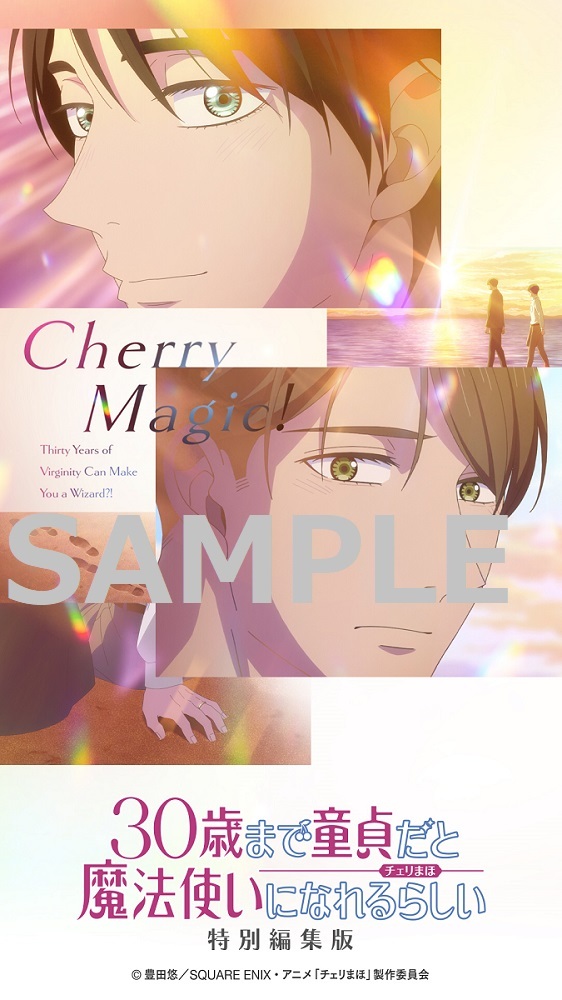 Cherry
Magic!
Thirty Years of
Virginity Can Make
You a Wizard?!
SAMPLE
30歳まで童貞だと
チェリまほ
魔法使いになれるらしい
特別編集版
© 豊田悠／SQUARE ENIX・アニメ「チェリまほ」製作委員会